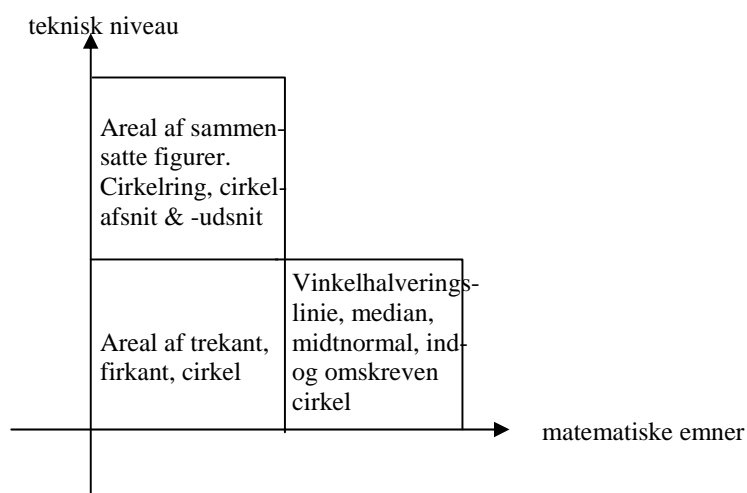 teknisk niveau
Areal af sammen-
satte figurer.
Cirkelring, cirkel-
afsnit & -udsnit
Areal af trekant,
firkant, cirkel
Vinkelhalverings-
linie, median,
midtnormal, ind-
og omskreven
cirkel
matematiske emner